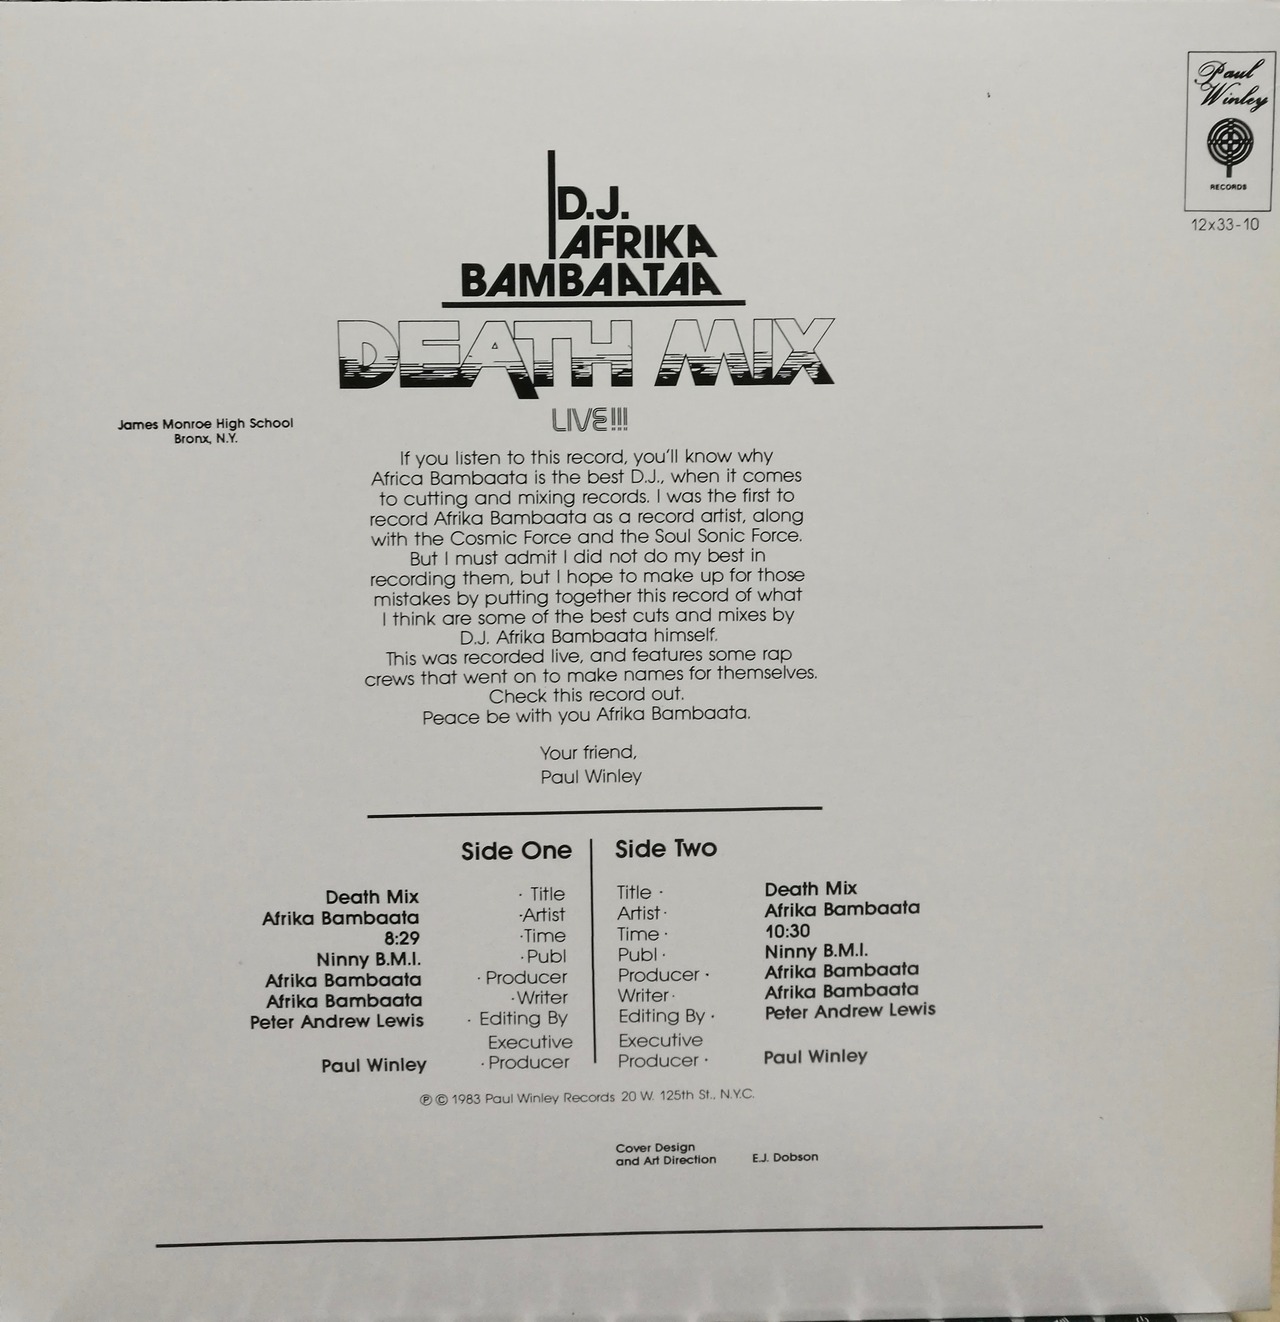 Paul
Winley
RECORDS
12x33-10
D.J.
AFRIKA
BAMBAATAA
DEATH MIX
LIVE!!!
James Monroe High School
Bronx, N.Y.
If you listen to this record, you'll know why
Africa Bambaata is the best D.J., when it comes
to cutting and mixing records. I was the first to
record Afrika Bambaata as a record artist, along
with the Cosmic Force and the Soul Sonic Force.
But I must admit I did not do my best in
recording them, but I hope to make up for those
mistakes by putting together this record of what
I think are some of the best cuts and mixes by
D.J. Afrika Bambaata himself.
This was recorded live, and features some rap
crews that went on to make names for themselves.
Check this record out.
Peace be with you Afrika Bambaata.
Your friend,
Paul Winley
Side One
Death Mix · Title
Afrika Bambaata ·Artist
8:29 ·Time
Ninny B.M.I. ·Publ
Afrika Bambaata · Producer
Afrika Bambaata ·Writer
Peter Andrew Lewis · Editing By
Executive
Paul Winley ·Producer
Side Two
Title · Death Mix
Artist· Afrika Bambaata
Time · 10:30
Publ · Ninny B.M.I.
Producer · Afrika Bambaata
Writer· Afrika Bambaata
Editing By · Peter Andrew Lewis
Executive
Producer · Paul Winley
℗ © 1983 Paul Winley Records 20 W. 125th St., N.Y.C.
Cover Design
and Art Direction E.J. Dobson